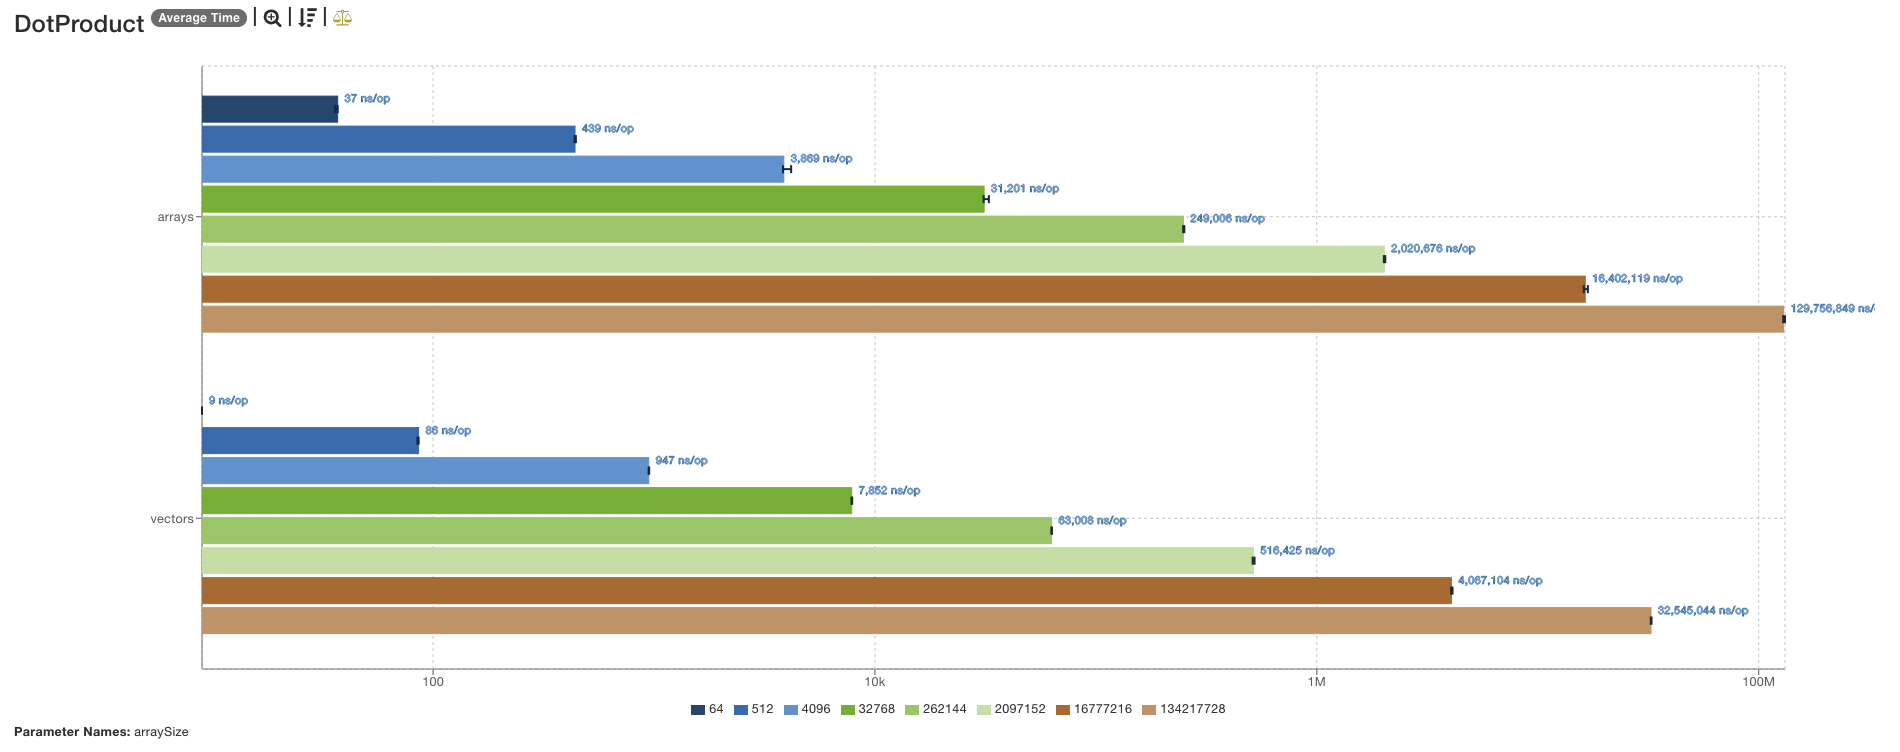 DotProduct Average Time
37 ns/op
439 ns/op
3,869 ns/op
31,201 ns/op
arrays
249,006 ns/op
2,020,676 ns/op
16,402,119 ns/op
129,756,849 ns/
9 ns/op
86 ns/op
947 ns/op
7,852 ns/op
vectors
63,008 ns/op
516,425 ns/op
4,067,104 ns/op
32,545,044 ns/op
100 10k 1M 100M
64 512 4096 32768 262144 2097152 16777216 134217728
Parameter Names: arraySize